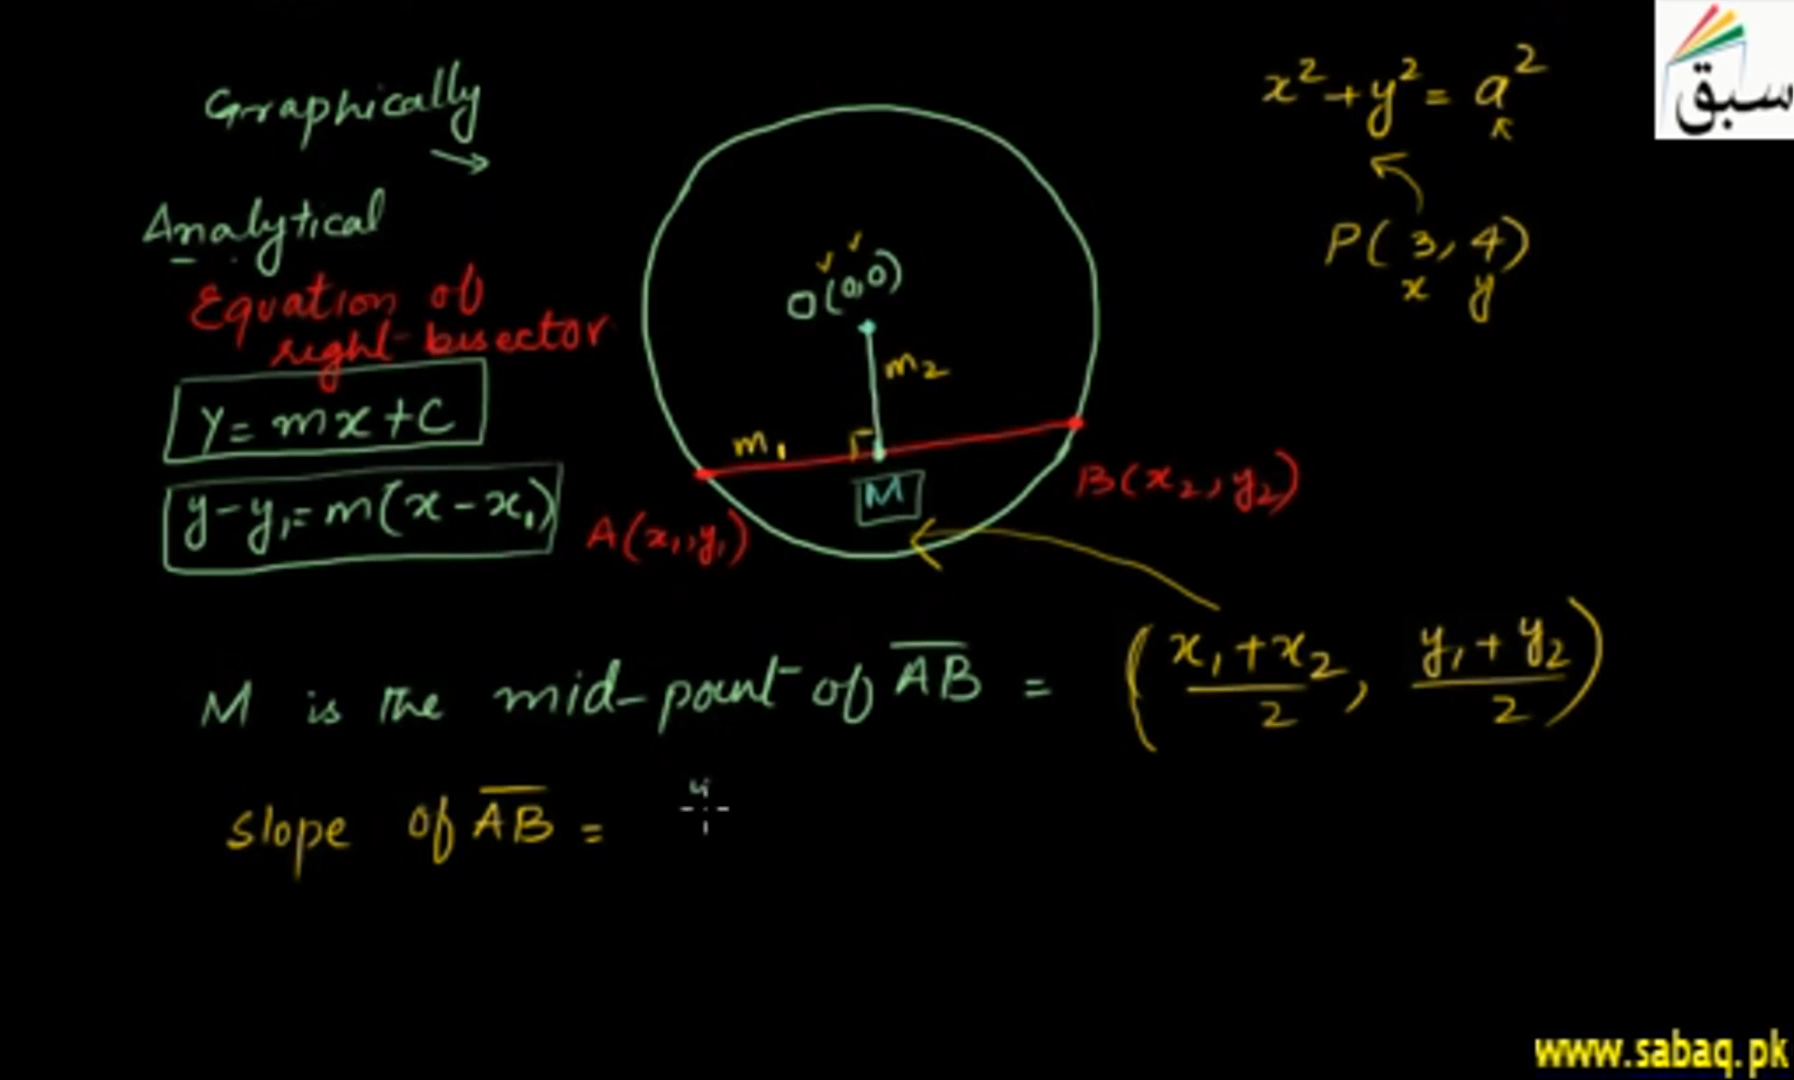 Graphically
Analytical
Equation of
right bisector
Y = mx + C
y - y₁ = m(x - x₁)
O(0,0)
m₂
m₁
M
A(x₁, y₁)
B(x₂, y₂)
x² + y² = a²
P(3, 4)
x y
سبق
M is the mid-point of A̅B̅ = (x₁ + x₂ / 2, y₁ + y₂ / 2)
slope of A̅B̅ =
www.sabaq.pk